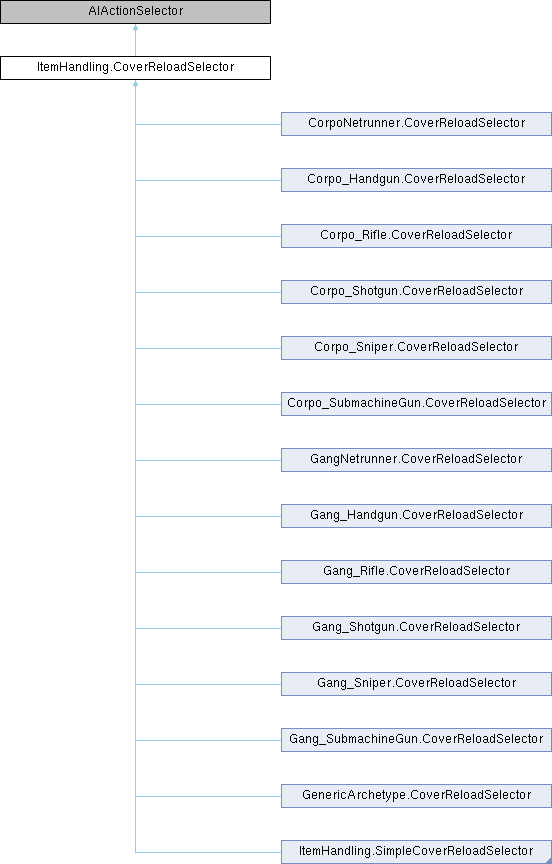 AIActionSelector
ItemHandling.CoverReloadSelector
CorpoNetrunner.CoverReloadSelector
Corpo_Handgun.CoverReloadSelector
Corpo_Rifle.CoverReloadSelector
Corpo_Shotgun.CoverReloadSelector
Corpo_Sniper.CoverReloadSelector
Corpo_SubmachineGun.CoverReloadSelector
GangNetrunner.CoverReloadSelector
Gang_Handgun.CoverReloadSelector
Gang_Rifle.CoverReloadSelector
Gang_Shotgun.CoverReloadSelector
Gang_Sniper.CoverReloadSelector
Gang_SubmachineGun.CoverReloadSelector
GenericArchetype.CoverReloadSelector
ItemHandling.SimpleCoverReloadSelector